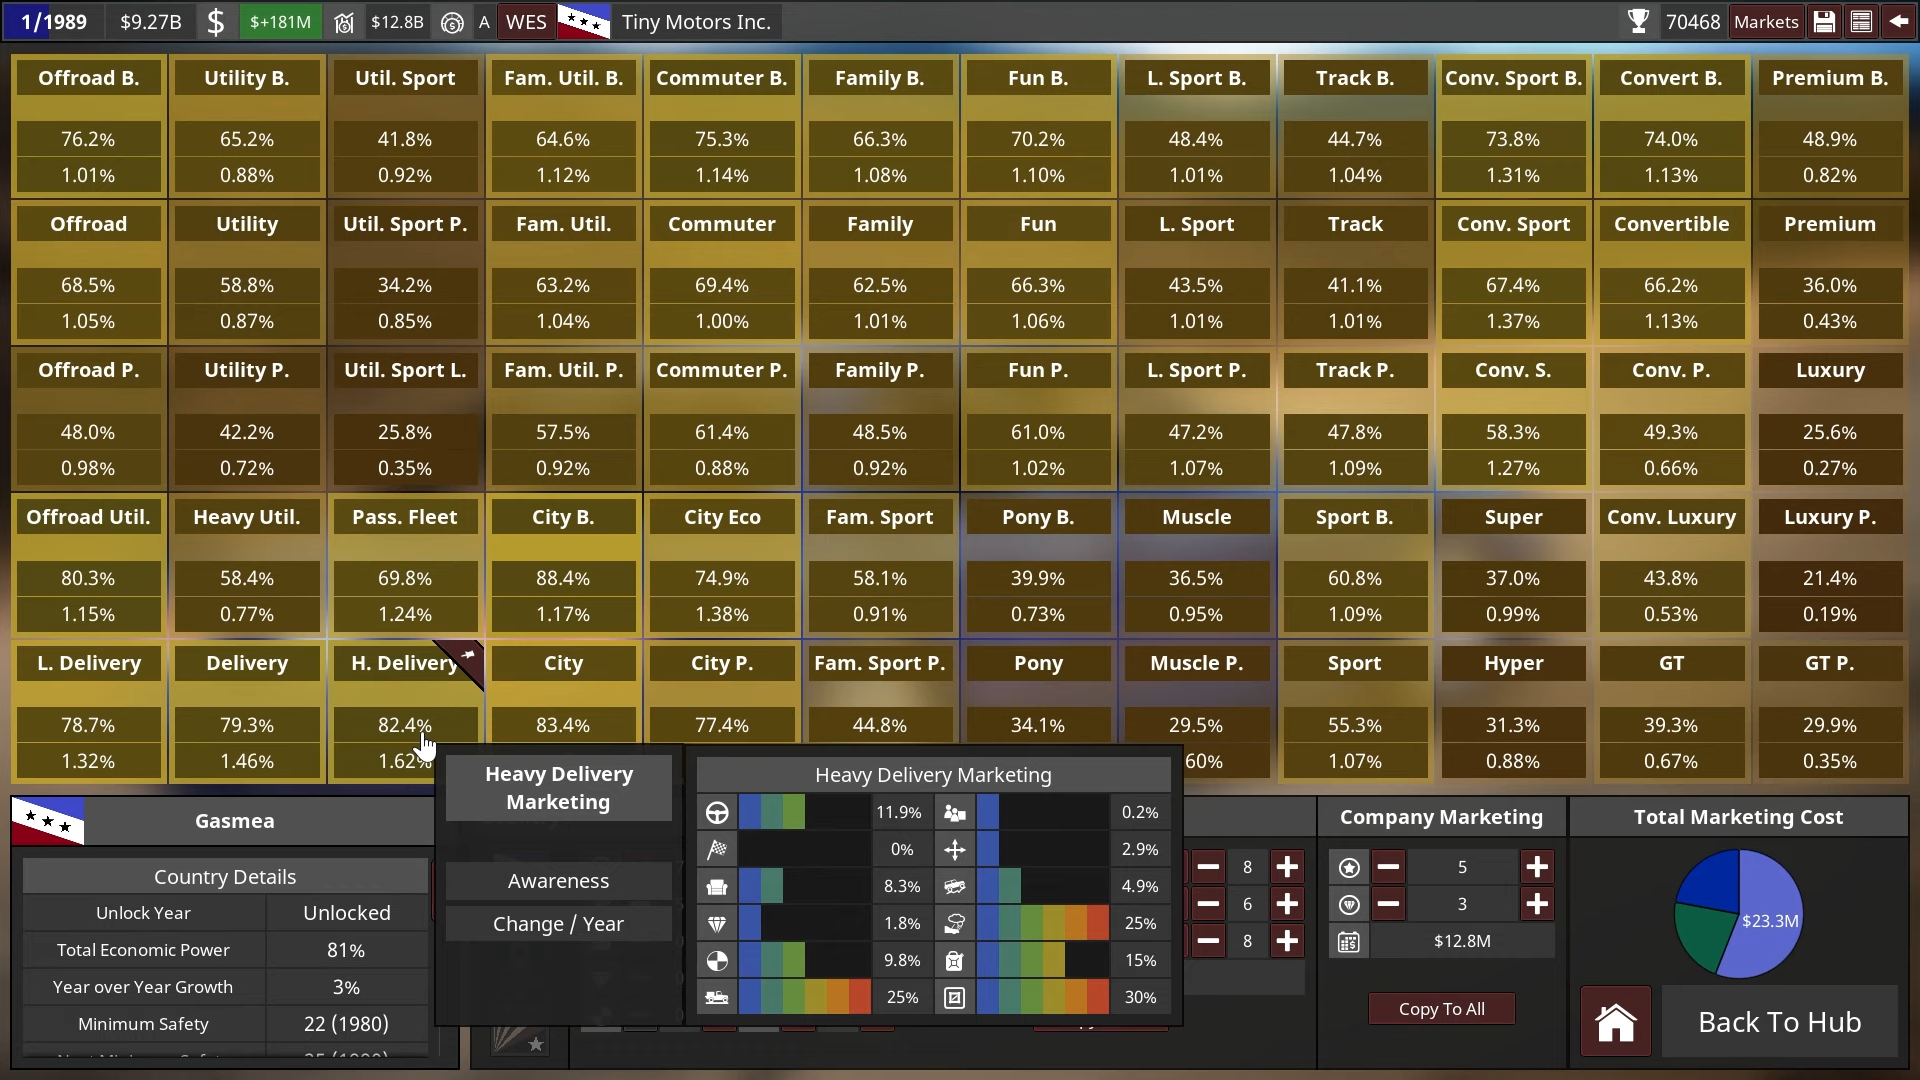 1/1989 $9.27B $ $+181M $12.8B A WES Tiny Motors Inc. 70468 Markets
Offroad B. Utility B. Util. Sport Fam. Util. B. Commuter B. Family B. Fun B. L. Sport B. Track B. Conv. Sport B. Convert B. Premium B.
76.2% 65.2% 41.8% 64.6% 75.3% 66.3% 70.2% 48.4% 44.7% 73.8% 74.0% 48.9%
1.01% 0.88% 0.92% 1.12% 1.14% 1.08% 1.10% 1.01% 1.04% 1.31% 1.13% 0.82%
Offroad Utility Util. Sport P. Fam. Util. Commuter Family Fun L. Sport Track Conv. Sport Convertible Premium
68.5% 58.8% 34.2% 63.2% 69.4% 62.5% 66.3% 43.5% 41.1% 67.4% 66.2% 36.0%
1.05% 0.87% 0.85% 1.04% 1.00% 1.01% 1.06% 1.01% 1.01% 1.37% 1.13% 0.43%
Offroad P. Utility P. Util. Sport L. Fam. Util. P. Commuter P. Family P. Fun P. L. Sport P. Track P. Conv. S. Conv. P. Luxury
48.0% 42.2% 25.8% 57.5% 61.4% 48.5% 61.0% 47.2% 47.8% 58.3% 49.3% 25.6%
0.98% 0.72% 0.35% 0.92% 0.88% 0.92% 1.02% 1.07% 1.09% 1.27% 0.66% 0.27%
Offroad Util. Heavy Util. Pass. Fleet City B. City Eco Fam. Sport Pony B. Muscle Sport B. Super Conv. Luxury Luxury P.
80.3% 58.4% 69.8% 88.4% 74.9% 58.1% 39.9% 36.5% 60.8% 37.0% 43.8% 21.4%
1.15% 0.77% 1.24% 1.17% 1.38% 0.91% 0.73% 0.95% 1.09% 0.99% 0.53% 0.19%
L. Delivery Delivery H. Delivery City City P. Fam. Sport P. Pony Muscle P. Sport Hyper GT GT P.
78.7% 79.3% 82.4% 83.4% 77.4% 44.8% 34.1% 29.5% 55.3% 31.3% 39.3% 29.9%
1.32% 1.46% 1.62% 60% 1.07% 0.88% 0.67% 0.35%
Gasmea
Country Details
Unlock Year Unlocked
Total Economic Power 81%
Year over Year Growth 3%
Minimum Safety 22 (1980)
Heavy Delivery
Marketing
Awareness
Change / Year
Heavy Delivery Marketing
11.9% 0.2%
0% 2.9%
8.3% 4.9%
1.8% 25%
9.8% 15%
25% 30%
8
6
8
Company Marketing
5
3
$12.8M
Copy To All
Total Marketing Cost
$23.3M
Back To Hub